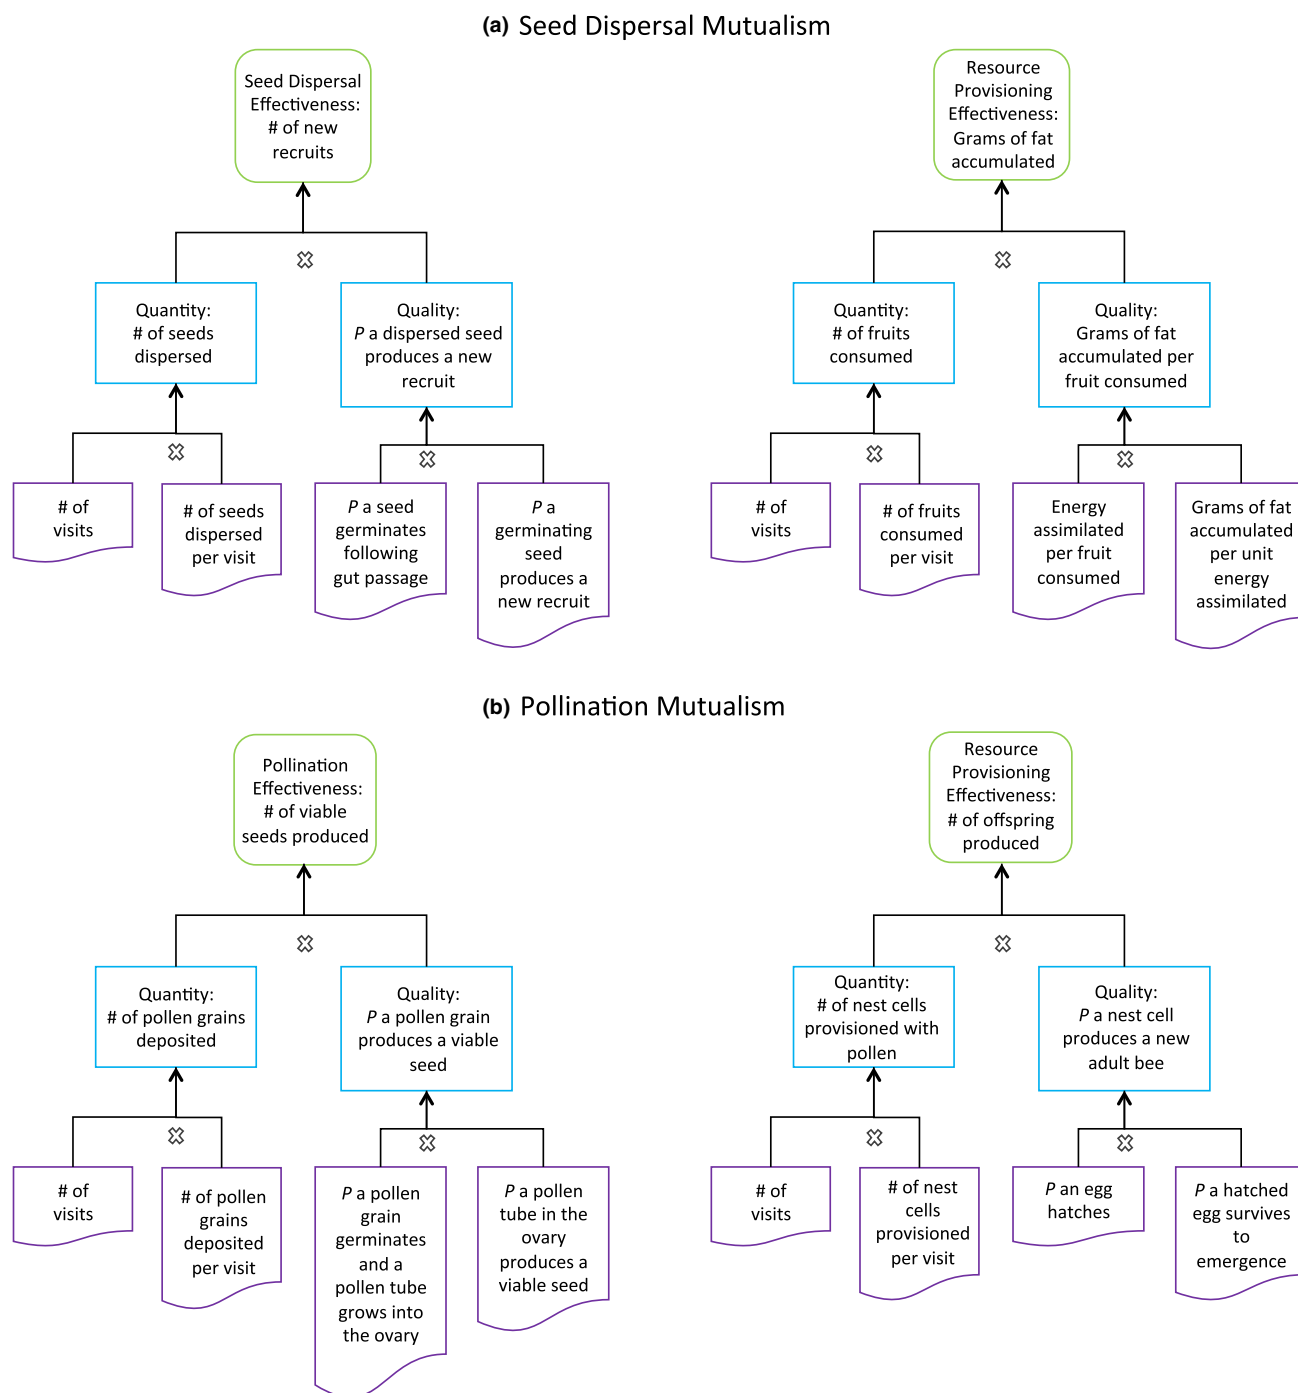 (a) Seed Dispersal Mutualism
Seed Dispersal
Effectiveness:
# of new
recruits
Resource
Provisioning
Effectiveness:
Grams of fat
accumulated
Quantity:
# of seeds
dispersed
Quality:
P a dispersed seed
produces a new
recruit
Quantity:
# of fruits
consumed
Quality:
Grams of fat
accumulated per
fruit consumed
# of
visits
# of seeds
dispersed
per visit
P a seed
germinates
following
gut passage
P a
germinating
seed
produces a
new recruit
# of
visits
# of fruits
consumed
per visit
Energy
assimilated
per fruit
consumed
Grams of fat
accumulated
per unit
energy
assimilated
(b) Pollination Mutualism
Pollination
Effectiveness:
# of viable
seeds produced
Resource
Provisioning
Effectiveness:
# of offspring
produced
Quantity:
# of pollen grains
deposited
Quality:
P a pollen grain
produces a viable
seed
Quantity:
# of nest cells
provisioned with
pollen
Quality:
P a nest cell
produces a new
adult bee
# of
visits
# of pollen
grains
deposited
per visit
P a pollen
grain
germinates
and a
pollen tube
grows into
the ovary
P a pollen
tube in the
ovary
produces a
viable seed
# of
visits
# of nest
cells
provisioned
per visit
P an egg
hatches
P a hatched
egg survives
to
emergence